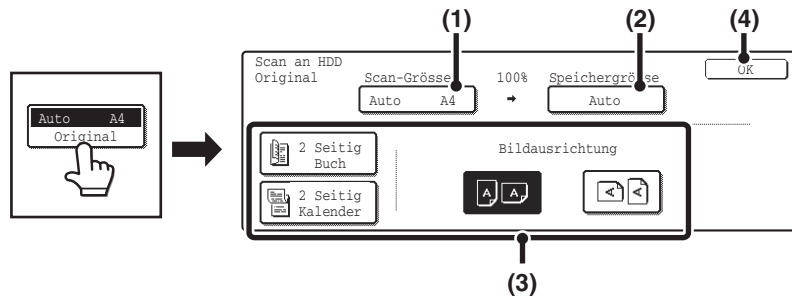 (1)
(2)
(4)
Scan an HDD
Original
Scan-Grösse
100%
Speichergrösse
OK
Auto A4
Auto
Auto A4
Original
2 Seitig
Buch
Bildausrichtung
2 Seitig
Kalender
A A
A A
(3)